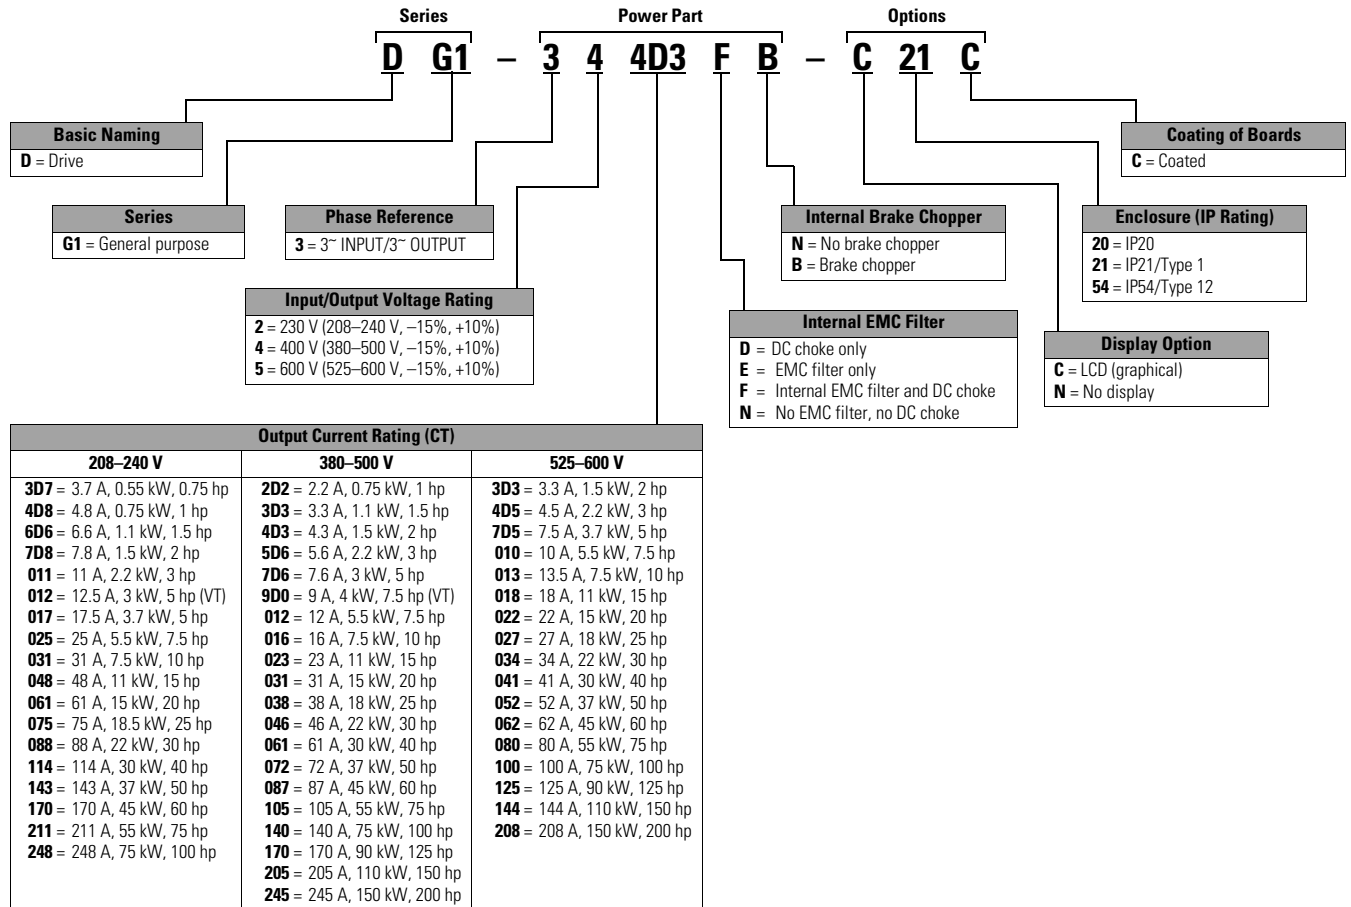 Series
Power Part
Options
D G1 – 3 4 4D3 F B – C 21 C
Basic Naming
D = Drive
Coating of Boards
C = Coated
Series
G1 = General purpose
Phase Reference
3 = 3~ INPUT/3~ OUTPUT
Internal Brake Chopper
N = No brake chopper
B = Brake chopper
Enclosure (IP Rating)
20 = IP20
21 = IP21/Type 1
54 = IP54/Type 12
Input/Output Voltage Rating
2 = 230 V (208–240 V, –15%, +10%)
4 = 400 V (380–500 V, –15%, +10%)
5 = 600 V (525–600 V, –15%, +10%)
Internal EMC Filter
D = DC choke only
E = EMC filter only
F = Internal EMC filter and DC choke
N = No EMC filter, no DC choke
Display Option
C = LCD (graphical)
N = No display
Output Current Rating (CT)
208–240 V
3D7 = 3.7 A, 0.55 kW, 0.75 hp
4D8 = 4.8 A, 0.75 kW, 1 hp
6D6 = 6.6 A, 1.1 kW, 1.5 hp
7D8 = 7.8 A, 1.5 kW, 2 hp
011 = 11 A, 2.2 kW, 3 hp
012 = 12.5 A, 3 kW, 5 hp (VT)
017 = 17.5 A, 3.7 kW, 5 hp
025 = 25 A, 5.5 kW, 7.5 hp
031 = 31 A, 7.5 kW, 10 hp
048 = 48 A, 11 kW, 15 hp
061 = 61 A, 15 kW, 20 hp
075 = 75 A, 18.5 kW, 25 hp
088 = 88 A, 22 kW, 30 hp
114 = 114 A, 30 kW, 40 hp
143 = 143 A, 37 kW, 50 hp
170 = 170 A, 45 kW, 60 hp
211 = 211 A, 55 kW, 75 hp
248 = 248 A, 75 kW, 100 hp
380–500 V
2D2 = 2.2 A, 0.75 kW, 1 hp
3D3 = 3.3 A, 1.1 kW, 1.5 hp
4D3 = 4.3 A, 1.5 kW, 2 hp
5D6 = 5.6 A, 2.2 kW, 3 hp
7D6 = 7.6 A, 3 kW, 5 hp
9D0 = 9 A, 4 kW, 7.5 hp (VT)
012 = 12 A, 5.5 kW, 7.5 hp
016 = 16 A, 7.5 kW, 10 hp
023 = 23 A, 11 kW, 15 hp
031 = 31 A, 15 kW, 20 hp
038 = 38 A, 18 kW, 25 hp
046 = 46 A, 22 kW, 30 hp
061 = 61 A, 30 kW, 40 hp
072 = 72 A, 37 kW, 50 hp
087 = 87 A, 45 kW, 60 hp
105 = 105 A, 55 kW, 75 hp
140 = 140 A, 75 kW, 100 hp
170 = 170 A, 90 kW, 125 hp
205 = 205 A, 110 kW, 150 hp
245 = 245 A, 150 kW, 200 hp
525–600 V
3D3 = 3.3 A, 1.5 kW, 2 hp
4D5 = 4.5 A, 2.2 kW, 3 hp
7D5 = 7.5 A, 3.7 kW, 5 hp
010 = 10 A, 5.5 kW, 7.5 hp
013 = 13.5 A, 7.5 kW, 10 hp
018 = 18 A, 11 kW, 15 hp
022 = 22 A, 15 kW, 20 hp
027 = 27 A, 18 kW, 25 hp
034 = 34 A, 22 kW, 30 hp
041 = 41 A, 30 kW, 40 hp
052 = 52 A, 37 kW, 50 hp
062 = 62 A, 45 kW, 60 hp
080 = 80 A, 55 kW, 75 hp
100 = 100 A, 75 kW, 100 hp
125 = 125 A, 90 kW, 125 hp
144 = 144 A, 110 kW, 150 hp
208 = 208 A, 150 kW, 200 hp